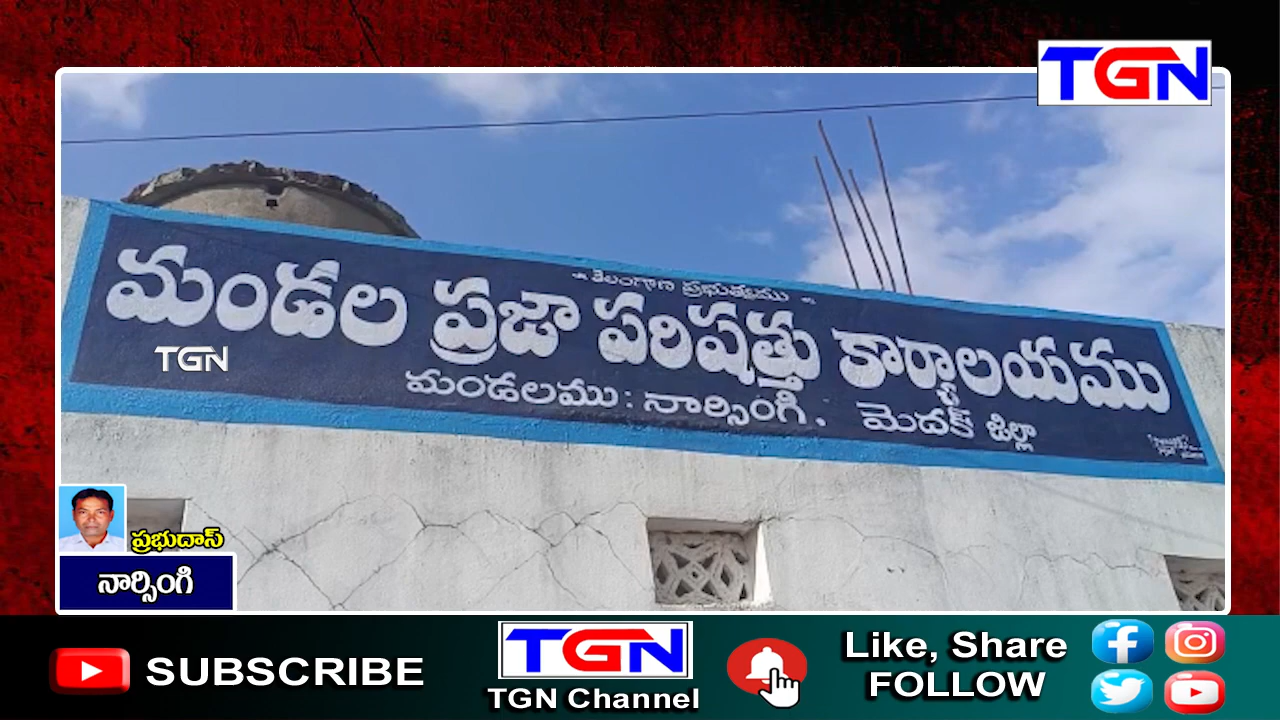 TGN
తెలంగాణ ప్రభుత్వము
మండల ప్రజా పరిషత్తు కార్యాలయము
TGN
మండలము : నార్సింగి . మెదక్ జిల్లా
ప్రభుదాస్
నార్సింగి
SUBSCRIBE
TGN
TGN Channel
Like, Share
FOLLOW